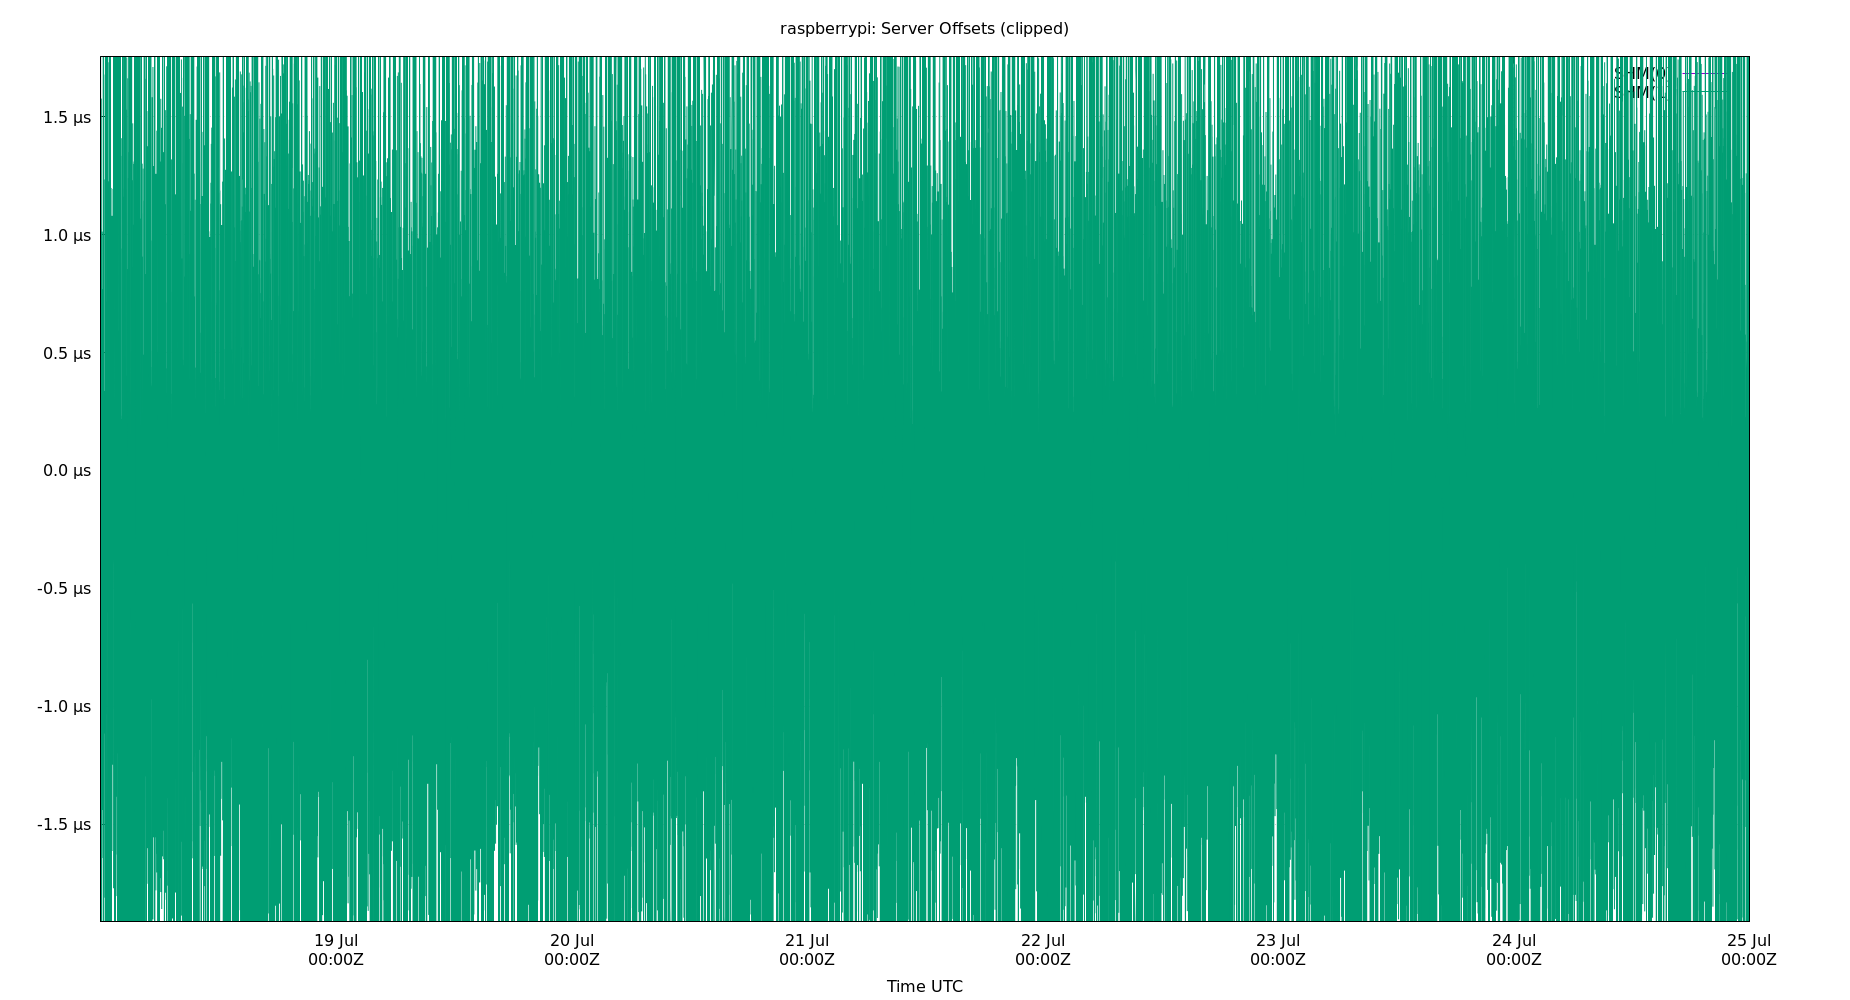 raspberrypi: Server Offsets (clipped)
SHM(0)
1.5 µs
1.0 µs
0.5 µs
0.0 µs
-0.5 µs
-1.0 µs
-1.5 µs
19 Jul 20 Jul 21 Jul 22 Jul 23 Jul 24 Jul 25 Jul
00:00Z 00:00Z 00:00Z 00:00Z 00:00Z 00:00Z 00:00Z
Time UTC